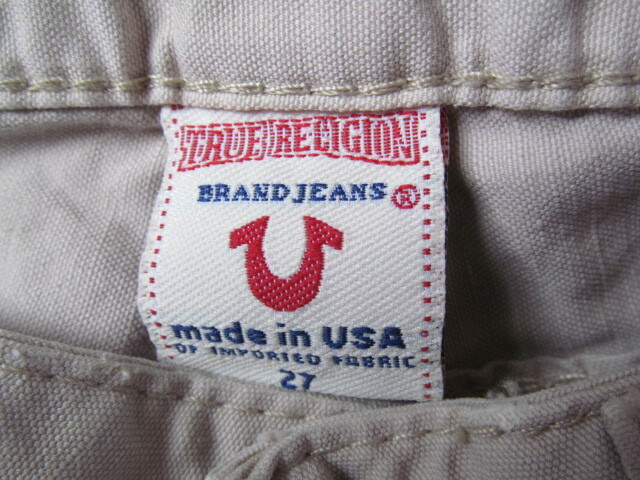 TRUE RELIGION
BRAND JEANS ®
made in USA
OF IMPORTED FABRIC
27